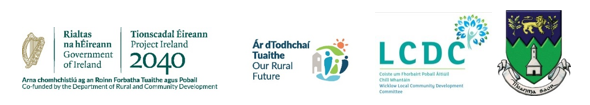 Rialtas
na hÉireann
Government
of Ireland
Tionscadal Éireann
Project Ireland
2040
Arna chomhchistiú ag an Roinn Forbatha Tuaithe agus Pobail
Co-funded by the Department of Rural and Community Development
Ár dTodhchaí
Tuaithe
Our Rural
Future
LCDC
Coiste um Fhorbairt Pobail Áitiúil
Chill Mhantáin
Wicklow Local Community Development
Committee